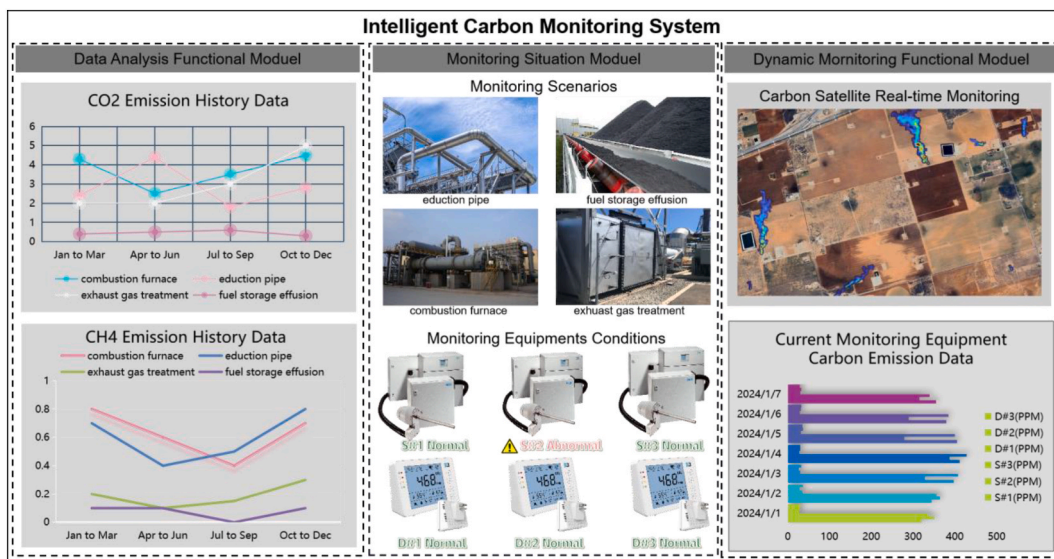 Intelligent Carbon Monitoring System
Data Analysis Functional Moduel
CO2 Emission History Data
6
5
4
3
2
1
0
Jan to Mar Apr to Jun Jul to Sep Oct to Dec
combustion furnace eduction pipe
exhaust gas treatment fuel storage effusion
CH4 Emission History Data
combustion furnace eduction pipe
exhaust gas treatment fuel storage effusion
1
0.8
0.6
0.4
0.2
0
Jan to Mar Apr to Jun Jul to Sep Oct to Dec
Monitoring Situation Moduel
Monitoring Scenarios
eduction pipe fuel storage effusion
combustion furnace exhuast gas treatment
Monitoring Equipments Conditions
S#1 Normal S#2 Abnormal S#3 Normal
468 468 468
D#1 Normal D#2 Normal D#3 Normal
Dynamic Mornitoring Functional Moduel
Carbon Satellite Real-time Monitoring
Current Monitoring Equipment
Carbon Emission Data
2024/1/7
2024/1/6
2024/1/5
2024/1/4
2024/1/3
2024/1/2
2024/1/1
0 100 200 300 400 500
D#3(PPM)
D#2(PPM)
D#1(PPM)
S#3(PPM)
S#2(PPM)
S#1(PPM)